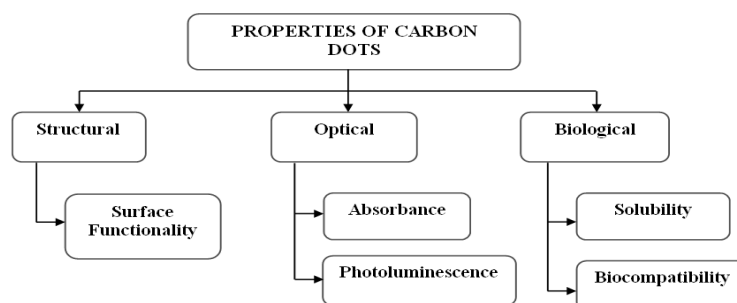 PROPERTIES OF CARBON
DOTS
Structural
Optical
Biological
Surface
Functionality
Absorbance
Photoluminescence
Solubility
Biocompatibility